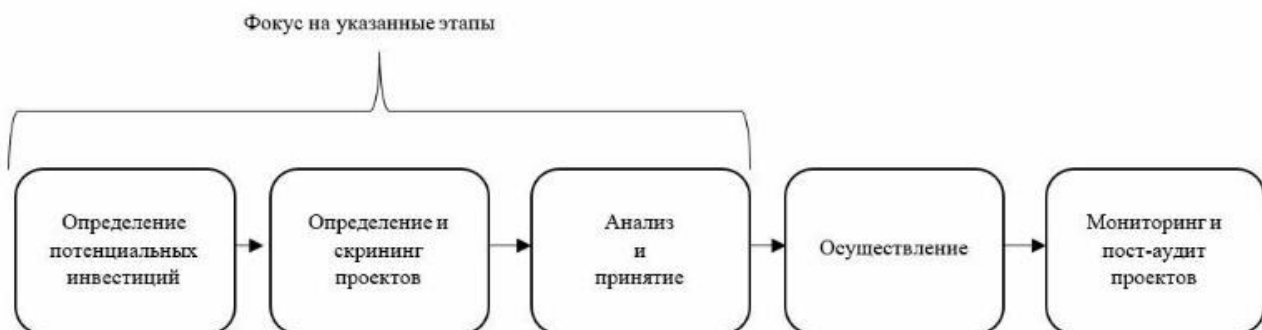 Фокус на указанные этапы
Определение
потенциальных
инвестиций
Определение и
скрининг
проектов
Анализ
и
принятие
Осуществление
Мониторинг и
пост-аудит
проектов